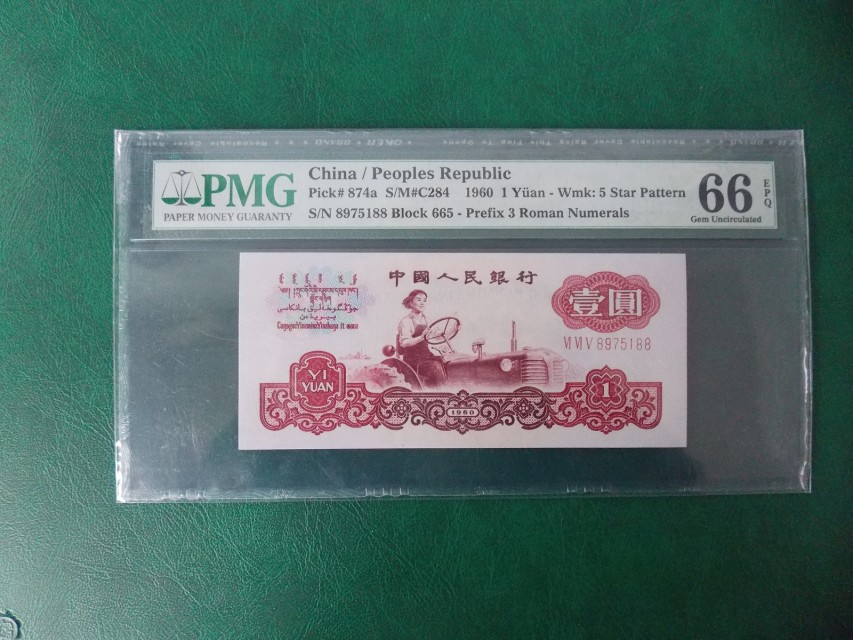 PMG
PAPER MONEY GUARANTY
China / Peoples Republic
Pick# 874a S/M#C284 1960 1 Yüan - Wmk: 5 Star Pattern
S/N 8975188 Block 665 - Prefix 3 Roman Numerals
66
EPQ
Gem Uncirculated
中國人民銀行
壹圓
VI VI V 8975188
YI
YUAN
1960
1